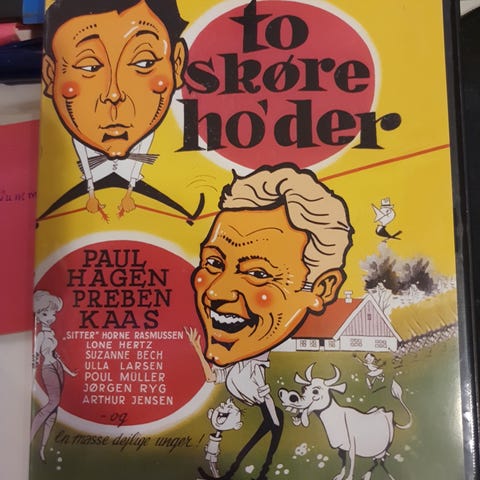 to
skøre
ho'der
PAUL
HAGEN
PREBEN
KAAS
"SITTER" HORNE RASMUSSEN
LONE HERTZ
SUZANNE BECH
ULLA LARSEN
POUL MÜLLER
JØRGEN RYG
ARTHUR JENSEN
- og
en masse dejlige unger!